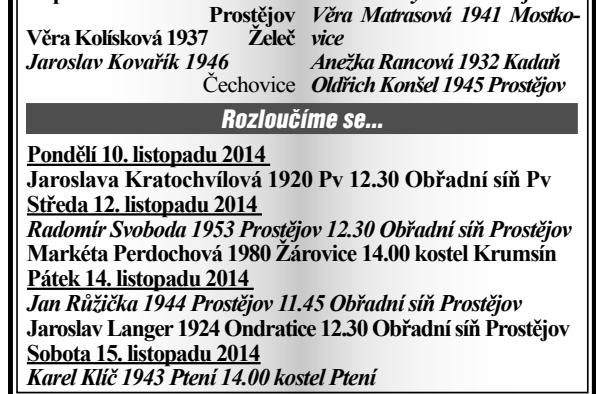 Prostějov
Věra Kolísková 1937 Želeč
Jaroslav Kovařík 1946
Čechovice
Věra Matrasová 1941 Mostko-
vice
Anežka Rancová 1932 Kadaň
Oldřich Konšel 1945 Prostějov
Rozloučíme se...
Pondělí 10. listopadu 2014
Jaroslava Kratochvílová 1920 Pv 12.30 Obřadní síň Pv
Středa 12. listopadu 2014
Radomír Svoboda 1953 Prostějov 12.30 Obřadní síň Prostějov
Markéta Perdochová 1980 Žárovice 14.00 kostel Krumsín
Pátek 14. listopadu 2014
Jan Růžička 1944 Prostějov 11.45 Obřadní síň Prostějov
Jaroslav Langer 1924 Ondratice 12.30 Obřadní síň Prostějov
Sobota 15. listopadu 2014
Karel Klíč 1943 Ptení 14.00 kostel Ptení